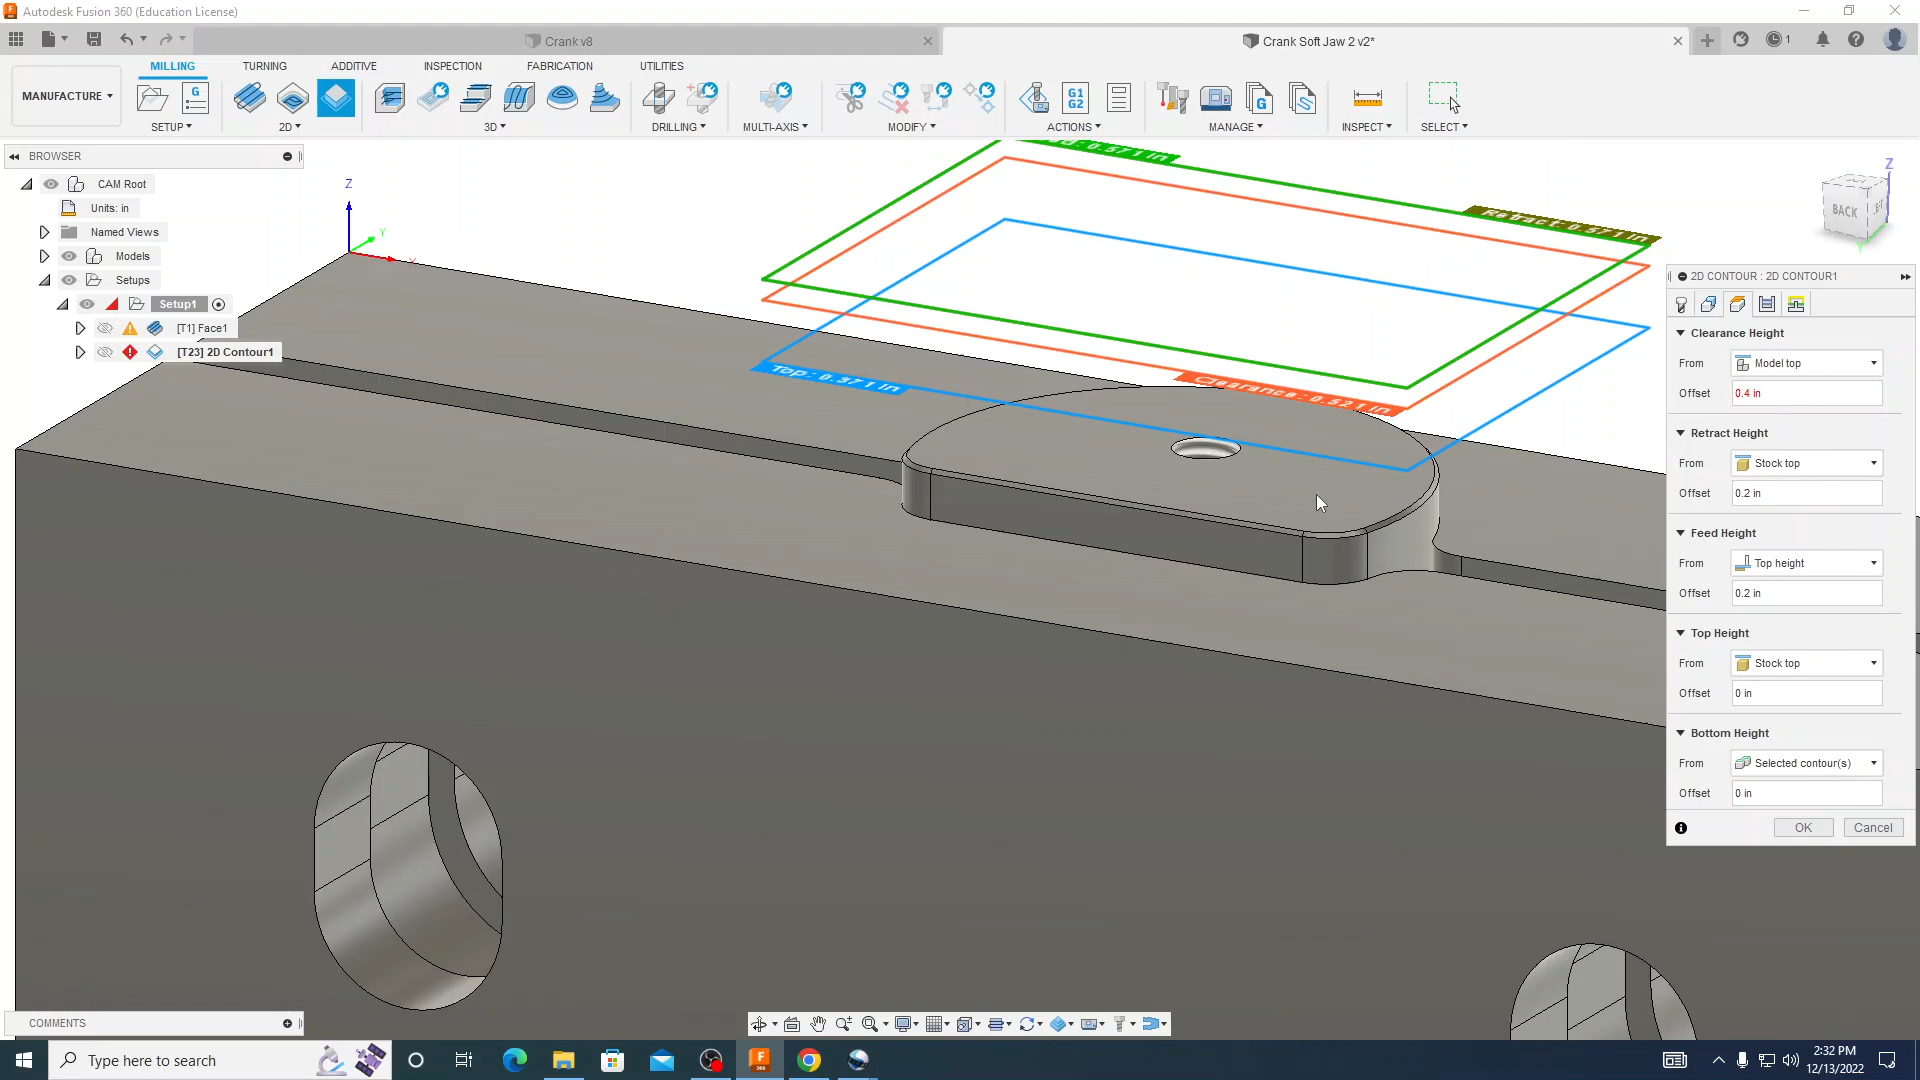 Autodesk Fusion 360 (Education License)
Crank v8
Crank Soft Jaw 2 v2*
1
MILLING
TURNING
ADDITIVE
INSPECTION
FABRICATION
UTILITIES
MANUFACTURE
SETUP
2D
3D
DRILLING
MULTI-AXIS
MODIFY
ACTIONS
MANAGE
INSPECT
SELECT
G1
G2
BROWSER
CAM Root
Units: in
Named Views
Models
Setups
Setup1
[T1] Face1
[T23] 2D Contour1
Z
Y
X
Retract: 0.571 in
Top: 0.371 in
Clearance: 0.521 in
Z
BACK
Y
2D CONTOUR : 2D CONTOUR1
Clearance Height
From Model top
Offset 0.4 in
Retract Height
From Stock top
Offset 0.2 in
Feed Height
From Top height
Offset 0.2 in
Top Height
From Stock top
Offset 0 in
Bottom Height
From Selected contour(s)
Offset 0 in
OK Cancel
COMMENTS
Type here to search
2:32 PM
12/13/2022